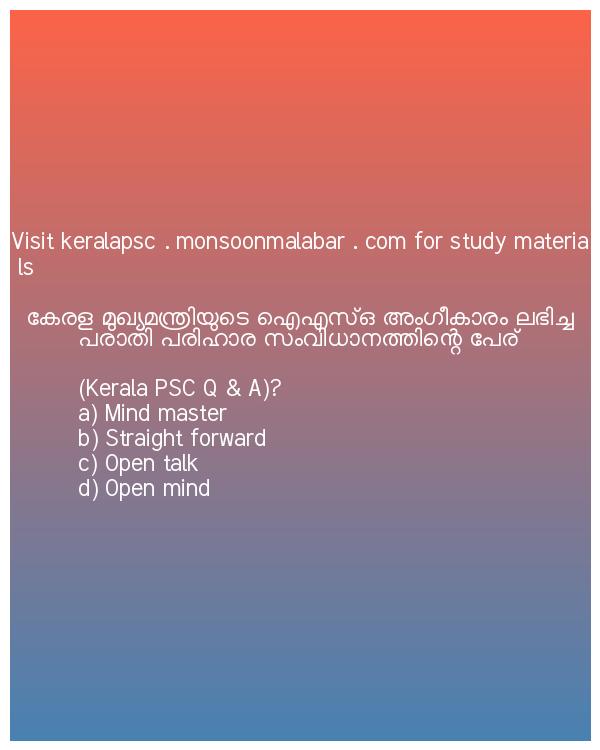 Visit keralapsc . monsoonmalabar . com for study materia
ls
കേരള മുഖ്യമന്ത്രിയുടെ ഐഎസ്ഒ അംഗീകാരം ലഭിച്ച
പരാതി പരിഹാര സംവിധാനത്തിന്റെ പേര്
(Kerala PSC Q & A)?
a) Mind master
b) Straight forward
c) Open talk
d) Open mind